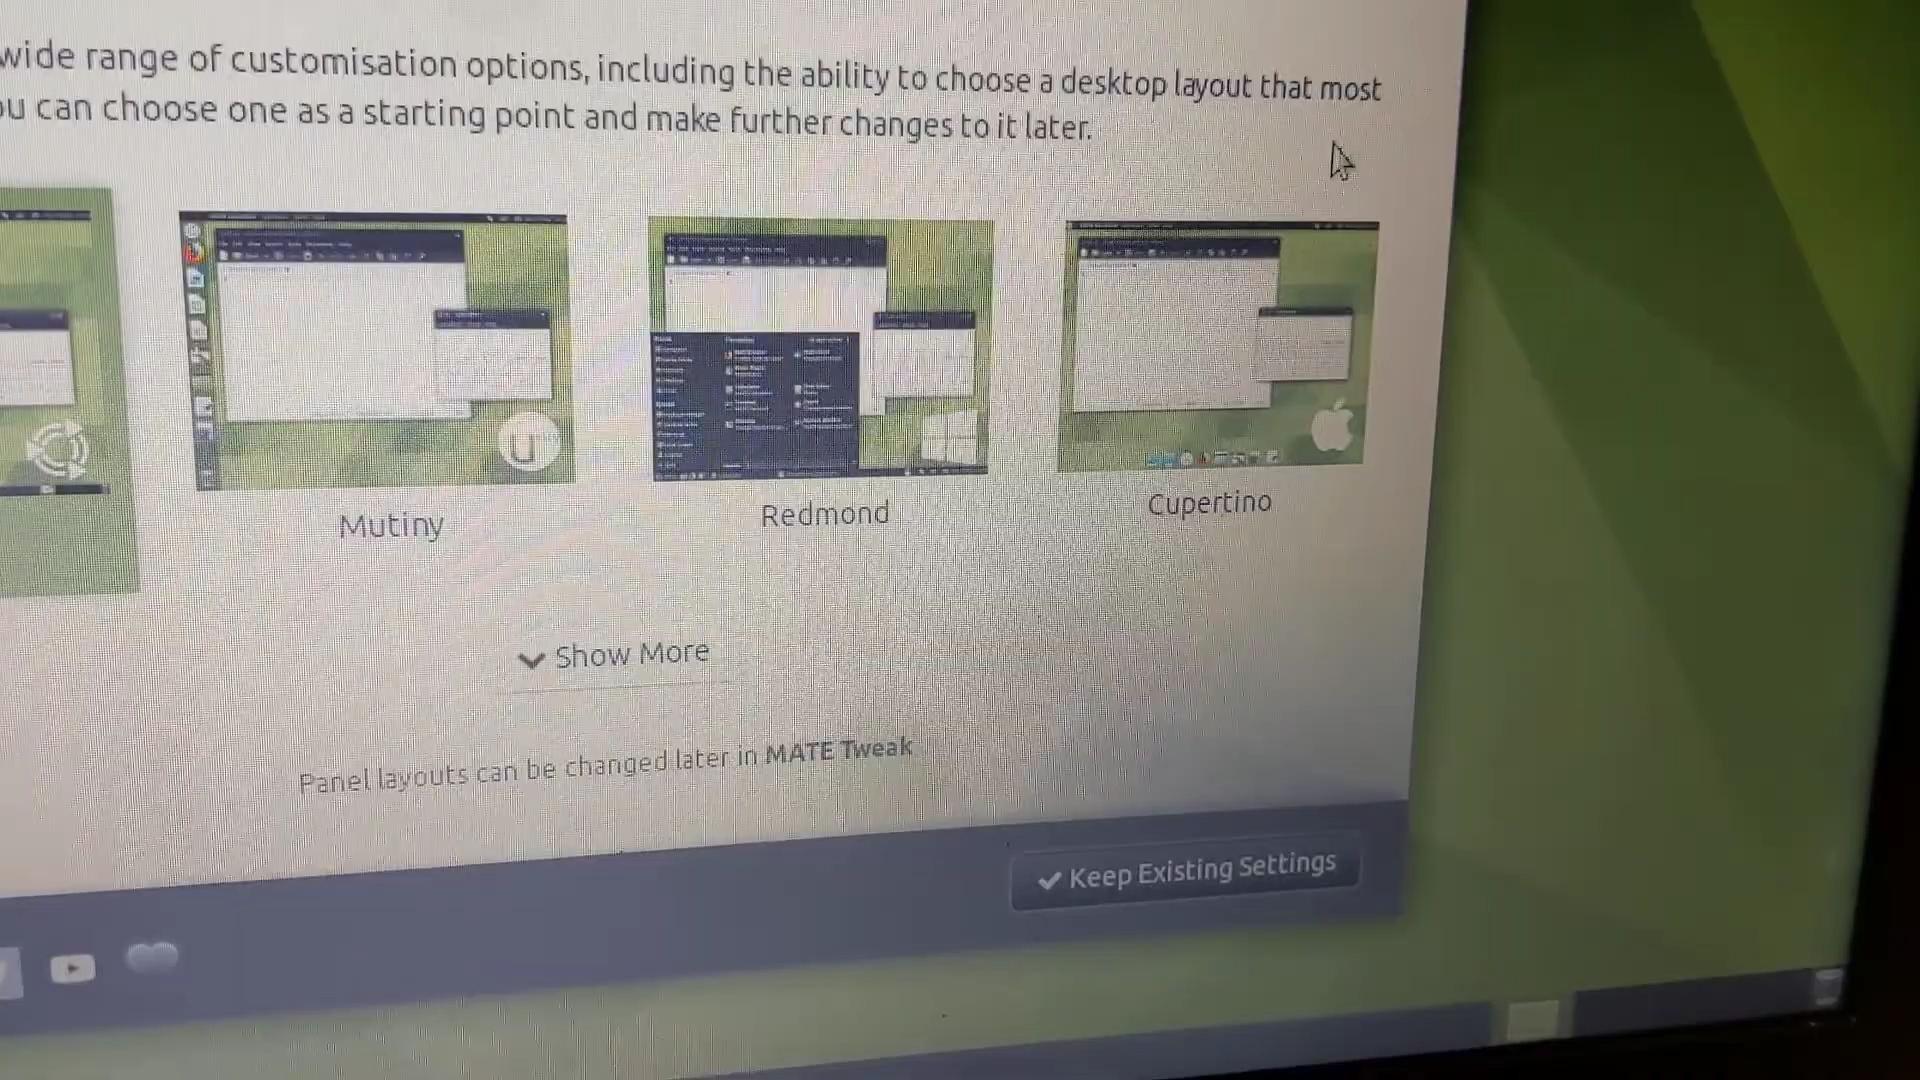 wide range of customisation options, including the ability to choose a desktop layout that most
ou can choose one as a starting point and make further changes to it later.
Mutiny
Redmond
Cupertino
Show More
Panel layouts can be changed later in MATE Tweak
Keep Existing Settings